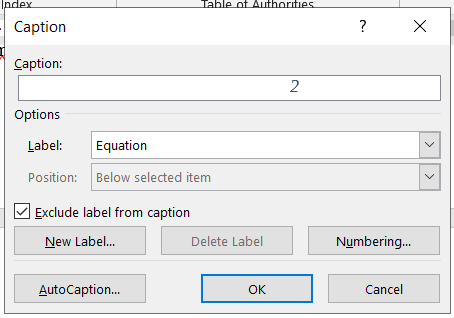 Index Table of Authorities
Caption ? ×
Caption:
2
Options
Label: Equation
Position: Below selected item
Exclude label from caption
New Label... Delete Label Numbering...
AutoCaption... OK Cancel